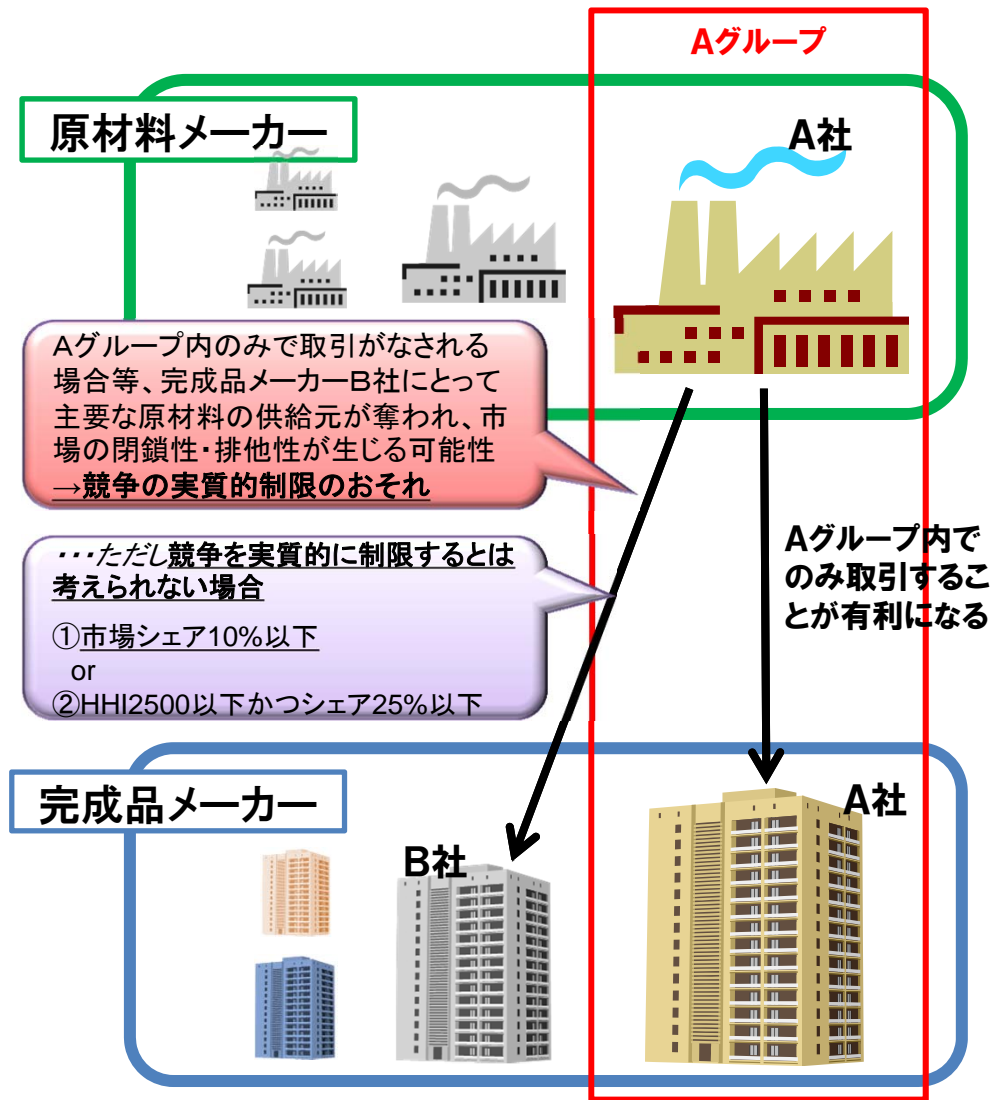 Aグループ
原材料メーカー
A社
Aグループ内のみで取引がなされる
場合等、完成品メーカーB社にとって
主要な原材料の供給元が奪われ、市
場の閉鎖性・排他性が生じる可能性
→競争の実質的制限のおそれ
・・・ただし競争を実質的に制限するとは
考えられない場合
①市場シェア10%以下
or
②HHI2500以下かつシェア25%以下
Aグループ内で
のみ取引するこ
とが有利になる
完成品メーカー
A社
B社